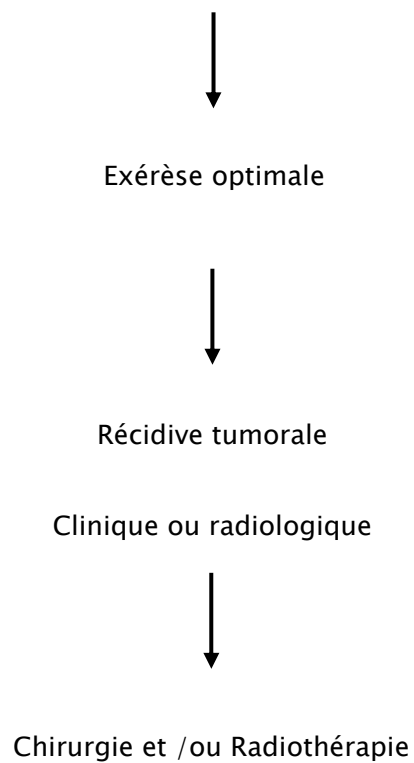 Exérèse optimale
Récidive tumorale
Clinique ou radiologique
Chirurgie et /ou Radiothérapie